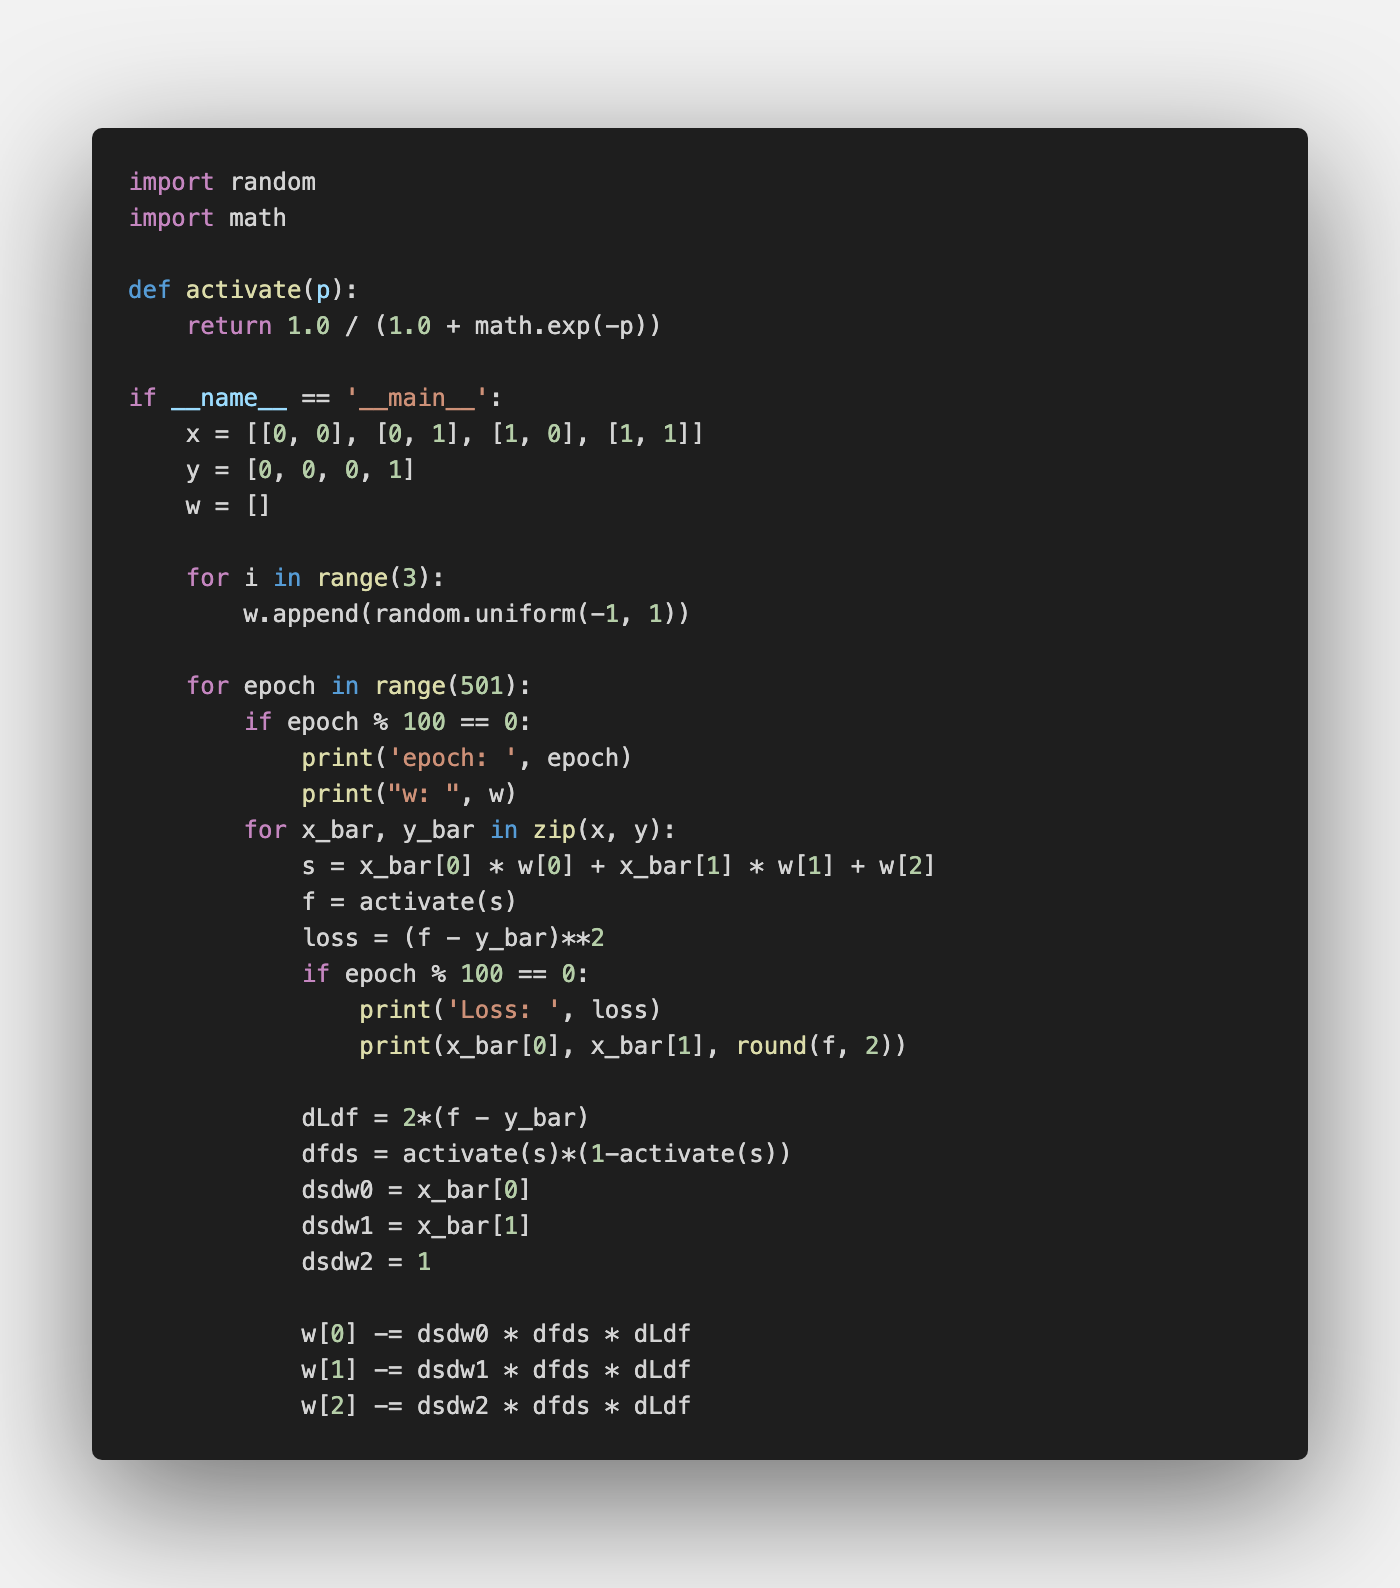 import random
import math
def activate(p):
    return 1.0 / (1.0 + math.exp(-p))
if __name__ == '__main__':
    x = [[0, 0], [0, 1], [1, 0], [1, 1]]
    y = [0, 0, 0, 1]
    w = []
    for i in range(3):
        w.append(random.uniform(-1, 1))
    for epoch in range(501):
        if epoch % 100 == 0:
            print('epoch: ', epoch)
            print("w: ", w)
        for x_bar, y_bar in zip(x, y):
            s = x_bar[0] * w[0] + x_bar[1] * w[1] + w[2]
            f = activate(s)
            loss = (f - y_bar)**2
            if epoch % 100 == 0:
                print('Loss: ', loss)
                print(x_bar[0], x_bar[1], round(f, 2))
            dLdf = 2*(f - y_bar)
            dfds = activate(s)*(1-activate(s))
            dsdw0 = x_bar[0]
            dsdw1 = x_bar[1]
            dsdw2 = 1
            w[0] -= dsdw0 * dfds * dLdf
            w[1] -= dsdw1 * dfds * dLdf
            w[2] -= dsdw2 * dfds * dLdf